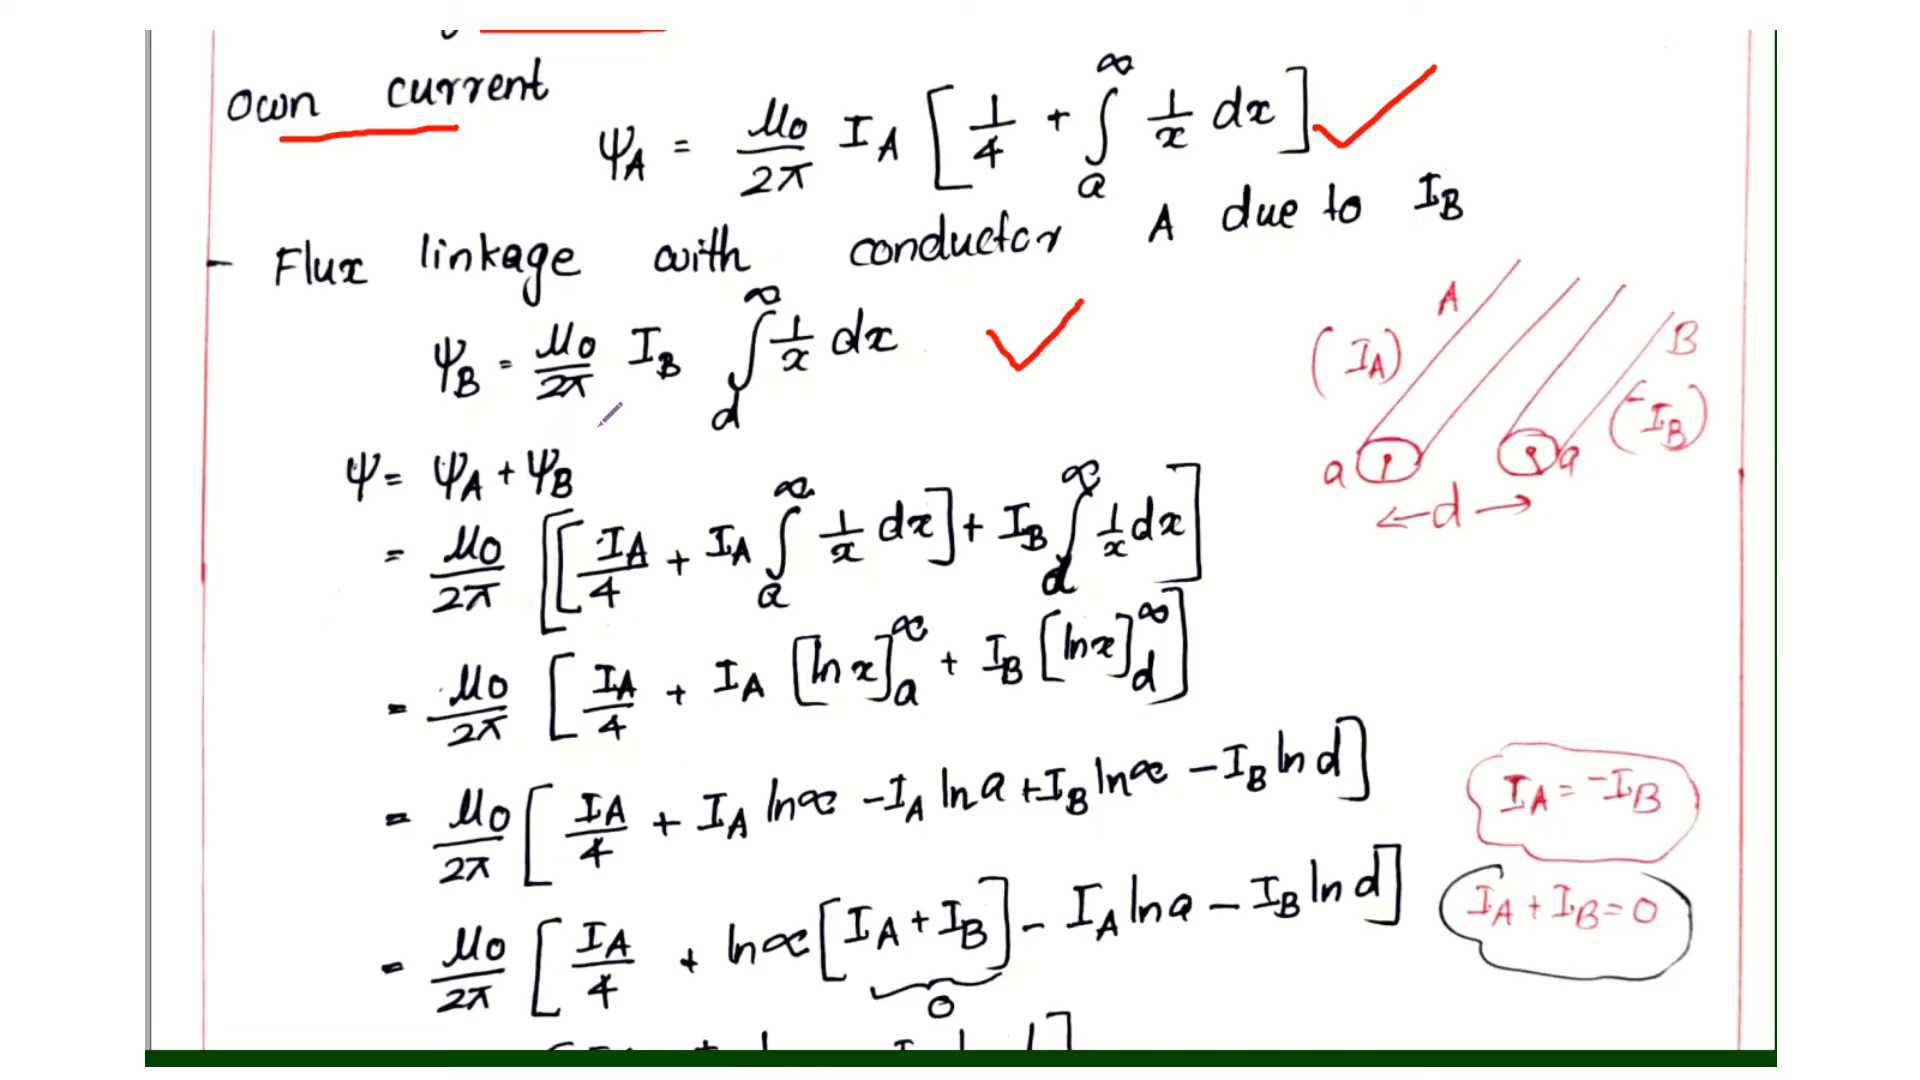 own current
ψA = μ0/2π IA [1/4 + ∫a^∞ 1/x dx]
- Flux linkage with conductor A due to IB
ψB = μ0/2π IB ∫d^∞ 1/x dx
A
(IA)
B
(-IB)
a
a
←d→
ψ = ψA + ψB
= μ0/2π [[IA/4 + IA ∫a^∞ 1/x dx] + IB ∫d^∞ 1/x dx]
= μ0/2π [IA/4 + IA [ln x]a^∞ + IB [ln x]d^∞]
= μ0/2π [IA/4 + IA ln∞ - IA ln a + IB ln∞ - IB ln d]
IA = -IB
= μ0/2π [IA/4 + ln∞ [IA + IB] - IA ln a - IB ln d]
0
IA + IB = 0